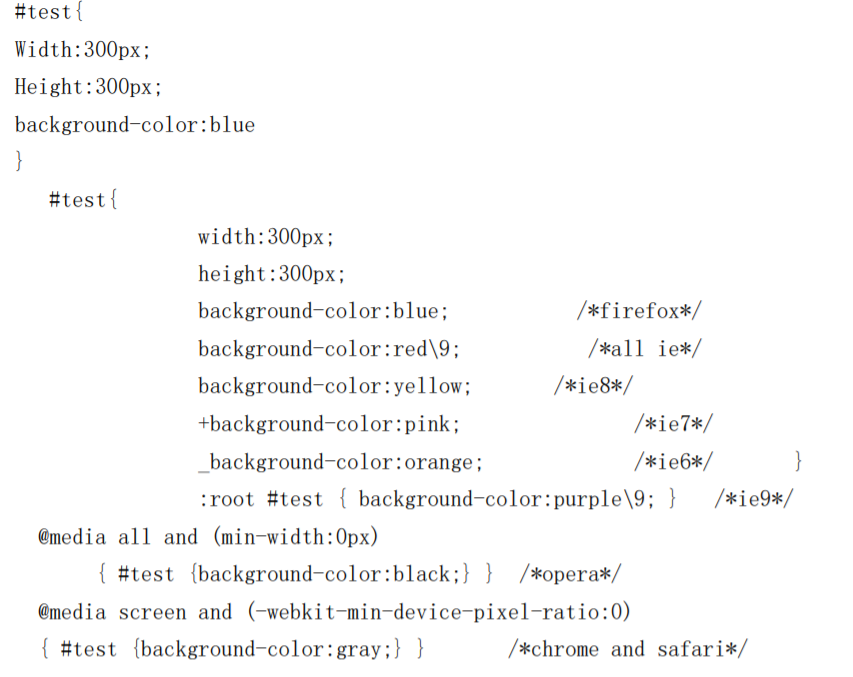 #test{
Width:300px;
Height:300px;
background-color:blue
}
#test{
width:300px;
height:300px;
background-color:blue; /*firefox*/
background-color:red\9; /*all ie*/
background-color:yellow; /*ie8*/
+background-color:pink; /*ie7*/
_background-color:orange; /*ie6*/ }
:root #test { background-color:purple\9; } /*ie9*/
@media all and (min-width:0px)
{ #test {background-color:black;} } /*opera*/
@media screen and (-webkit-min-device-pixel-ratio:0)
{ #test {background-color:gray;} } /*chrome and safari*/